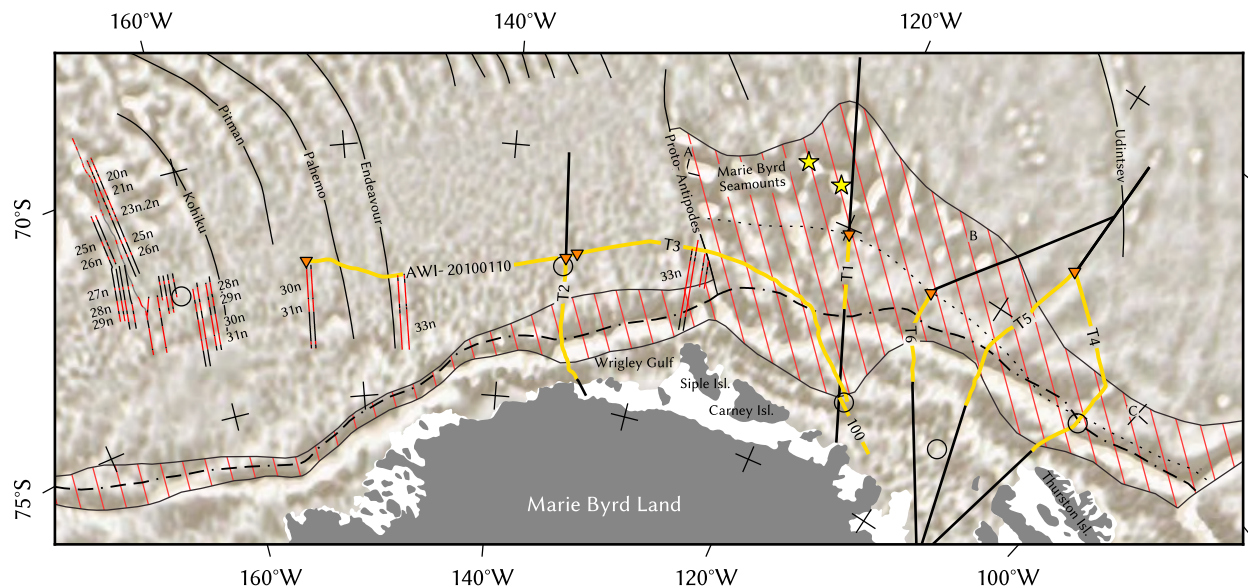 160°W
140°W
120°W
70°S
75°S
Pitman
Pahemo
Endeavour
Kohiku
Udintsev
Proto- Antipodes
A
Marie Byrd
Seamounts
B
20n
21n
23n.2n
25n
26n
25n
26n
27n
28n
29n
28n
29n
30n
31n
30n
31n
33n
33n
AWI- 20100110
T2
T3
T1
T6
T5
T4
C
100
Wrigley Gulf
Siple Isl.
Carney Isl.
Marie Byrd Land
Thurston Isl.
160°W
140°W
120°W
100°W